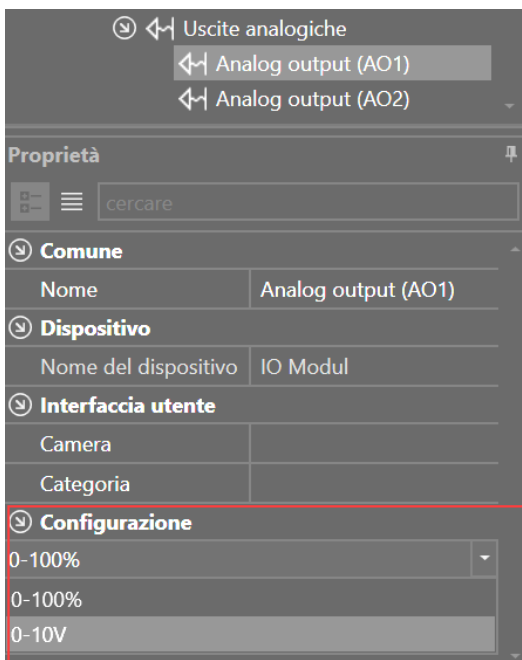 Uscite analogiche
Analog output (AO1)
Analog output (AO2)
Proprietà
cercare
Comune
Nome Analog output (AO1)
Dispositivo
Nome del dispositivo IO Modul
Interfaccia utente
Camera
Categoria
Configurazione
0-100%
0-100%
0-10V